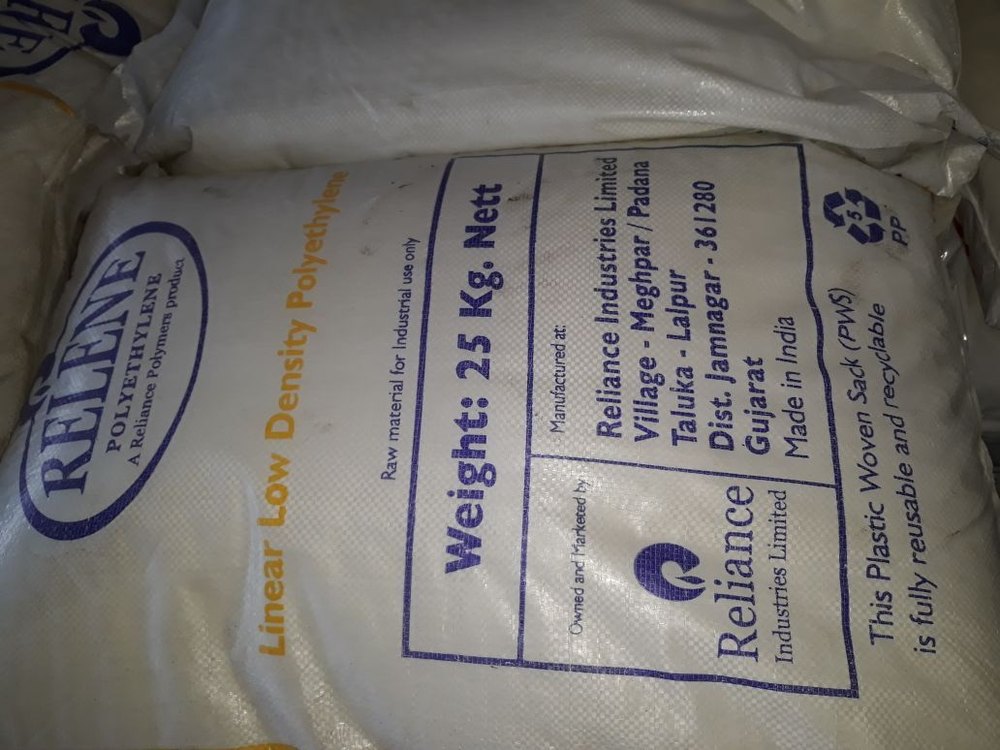 RELENE
POLYETHYLENE
A Reliance Polymers product
Linear Low Density Polyethylene
Raw material for Industrial use only
Weight: 25 Kg. Nett
Owned and Marketed by
Reliance
Industries Limited
Manufactured at:
Reliance Industries Limited
Village - Meghpar / Padana
Taluka - Lalpur
Dist. Jamnagar - 361280
Gujarat
Made in India
This Plastic Woven Sack (PWS)
is fully reusable and recyclable
5
PP